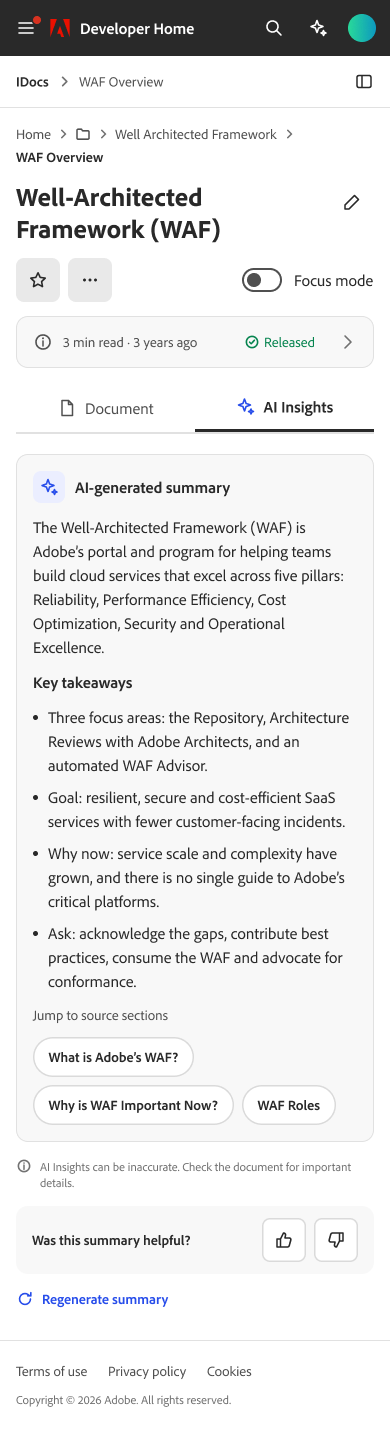 Developer Home
IDocs
WAF Overview
Home
Well Architected Framework
WAF Overview
Well-Architected
Framework (WAF)
Focus mode
3 min read · 3 years ago
Released
Document
AI Insights
AI-generated summary
The Well-Architected Framework (WAF) is
Adobe’s portal and program for helping teams
build cloud services that excel across five pillars:
Reliability, Performance Efficiency, Cost
Optimization, Security and Operational
Excellence.
Key takeaways
• Three focus areas: the Repository, Architecture
Reviews with Adobe Architects, and an
automated WAF Advisor.
• Goal: resilient, secure and cost-efficient SaaS
services with fewer customer-facing incidents.
• Why now: service scale and complexity have
grown, and there is no single guide to Adobe’s
critical platforms.
• Ask: acknowledge the gaps, contribute best
practices, consume the WAF and advocate for
conformance.
Jump to source sections
What is Adobe’s WAF?
Why is WAF Important Now?
WAF Roles
AI Insights can be inaccurate. Check the document for important
details.
Was this summary helpful?
Regenerate summary
Terms of use
Privacy policy
Cookies
Copyright © 2026 Adobe. All rights reserved.